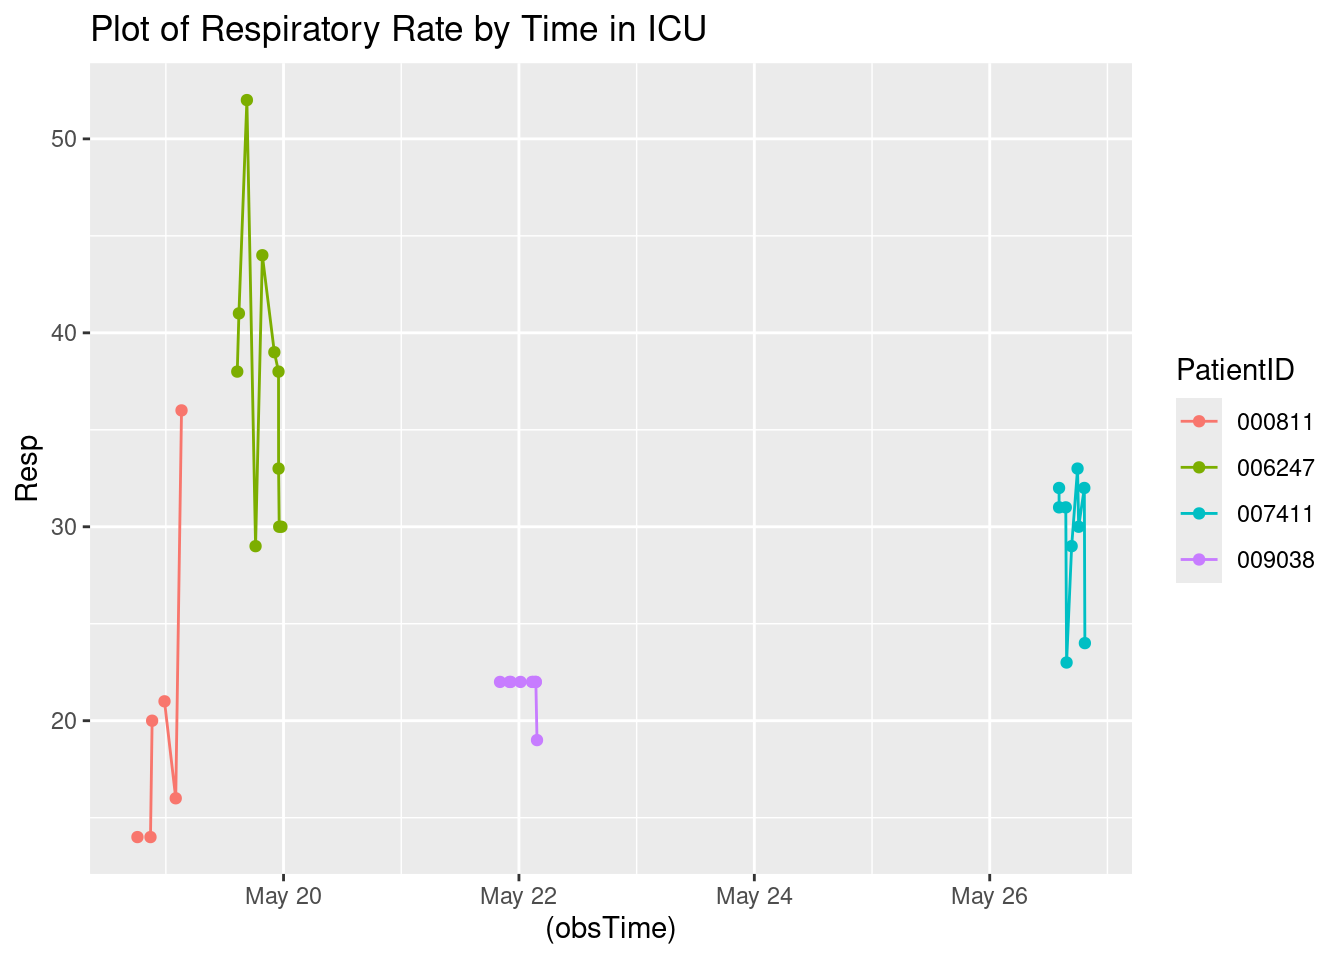 Plot of Respiratory Rate by Time in ICU
50
40
30
20
Resp
May 20
May 22
May 24
May 26
(obsTime)
PatientID
000811
006247
007411
009038